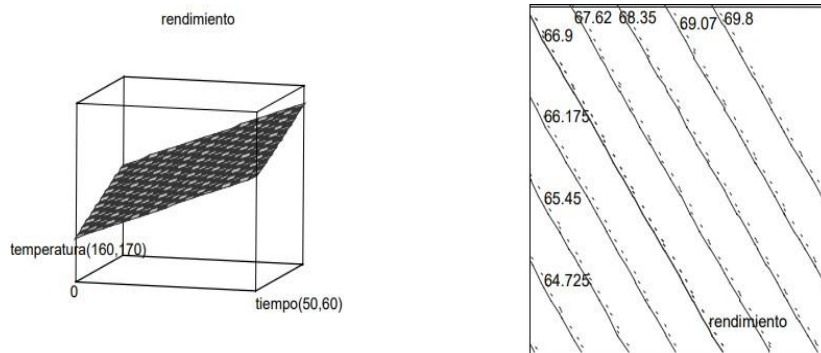 rendimiento
temperatura(160,170)
0
tiempo(50,60)
67.62 68.35 69.07 69.8
66.9
66.175
65.45
64.725
rendimiento